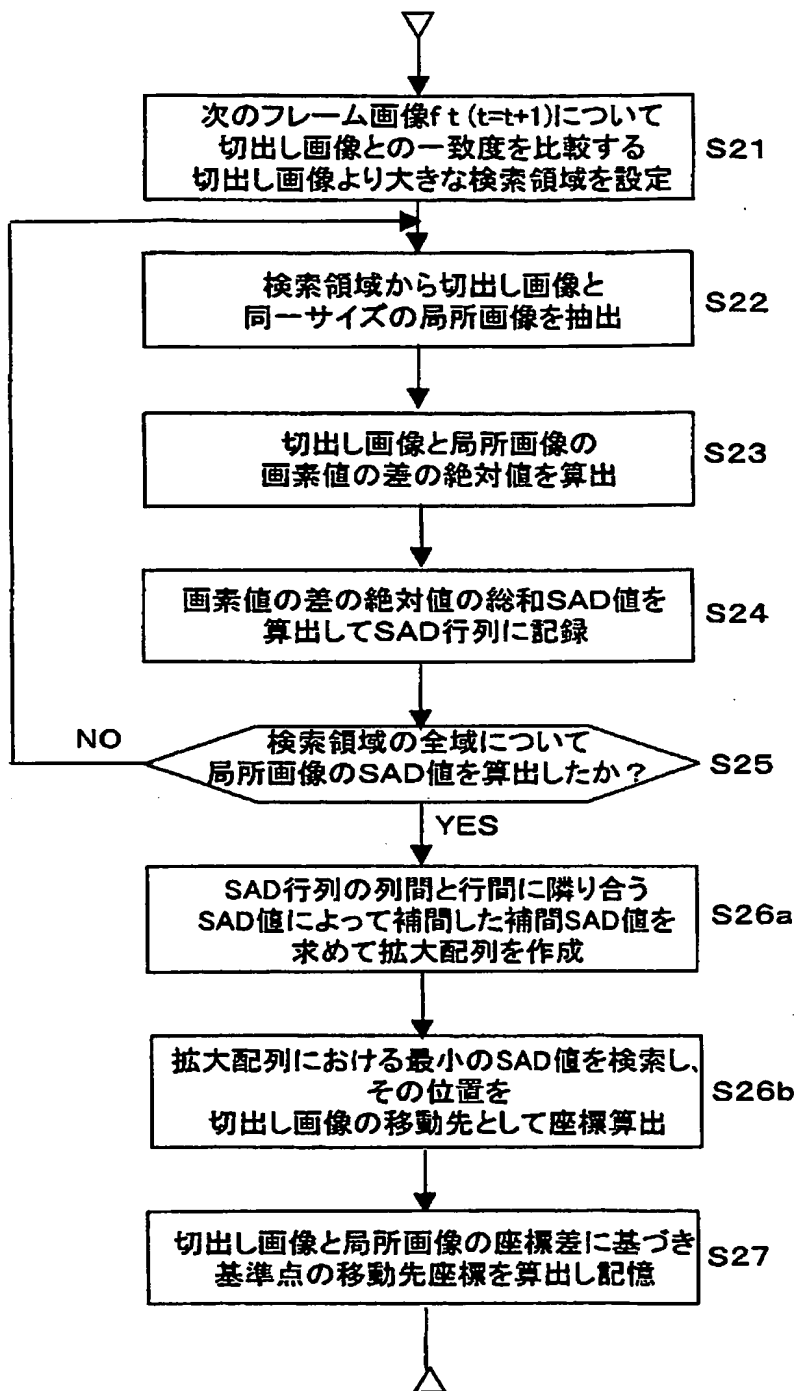 次のフレーム画像f t (t=t+1)について
切出し画像との一致度を比較する
切出し画像より大きな検索領域を設定
S21
検索領域から切出し画像と
同一サイズの局所画像を抽出
S22
切出し画像と局所画像の
画素値の差の絶対値を算出
S23
画素値の差の絶対値の総和SAD値を
算出してSAD行列に記録
S24
NO
検索領域の全域について
局所画像のSAD値を算出したか?
S25
YES
SAD行列の列間と行間に隣り合う
SAD値によって補間した補間SAD値を
求めて拡大配列を作成
S26a
拡大配列における最小のSAD値を検索し、
その位置を
切出し画像の移動先として座標算出
S26b
切出し画像と局所画像の座標差に基づき
基準点の移動先座標を算出し記憶
S27